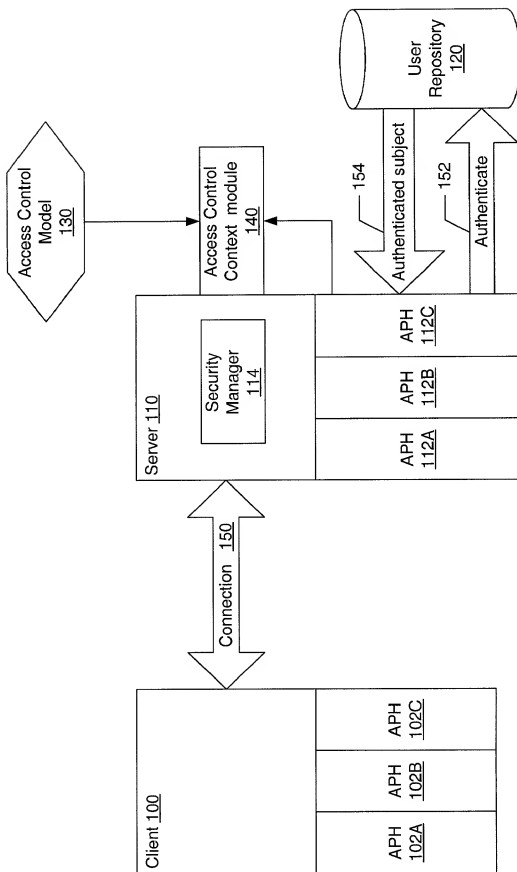 Access Control
Model
130
Access Control
Context module
140
Server 110
Security
Manager
114
APH
112A
APH
112B
APH
112C
154
Authenticated subject
152
Authenticate
User
Repository
120
Connection 150
Client 100
APH
102A
APH
102B
APH
102C